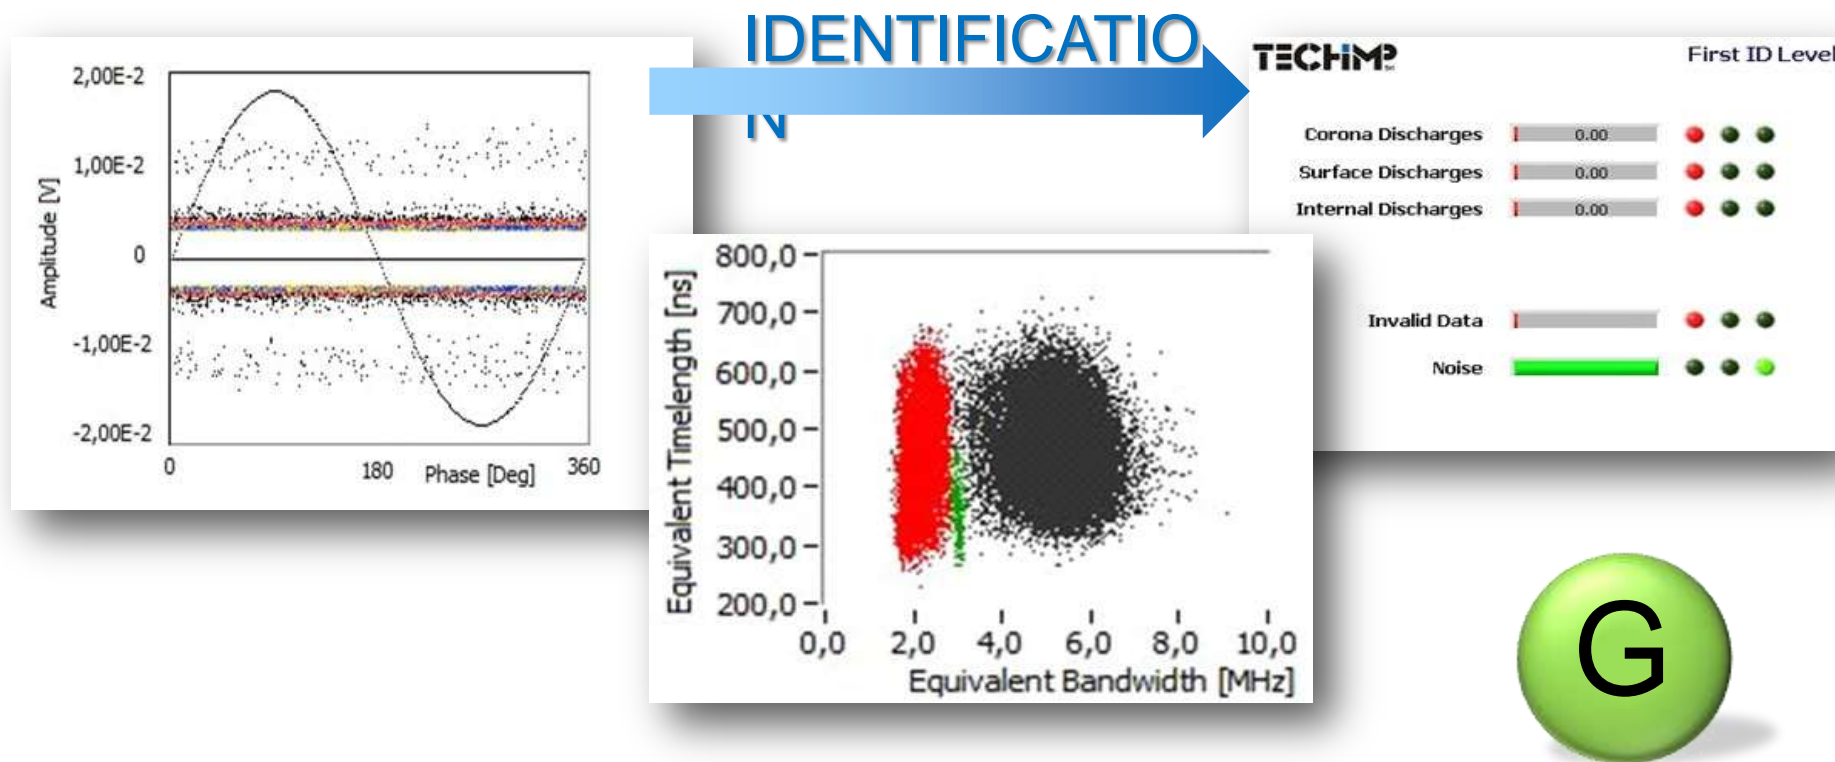 IDENTIFICATIO
N
2,00E-2
1,00E-2
0
-1,00E-2
-2,00E-2
Amplitude [V]
0
180
360
Phase [Deg]
TECHIMP
First ID Level
Corona Discharges
0.00
Surface Discharges
0.00
Internal Discharges
0.00
Invalid Data
Noise
800,0
700,0
600,0
500,0
400,0
300,0
200,0
Equivalent Timelength [ns]
0,0
2,0
4,0
6,0
8,0
10,0
Equivalent Bandwidth [MHz]
G